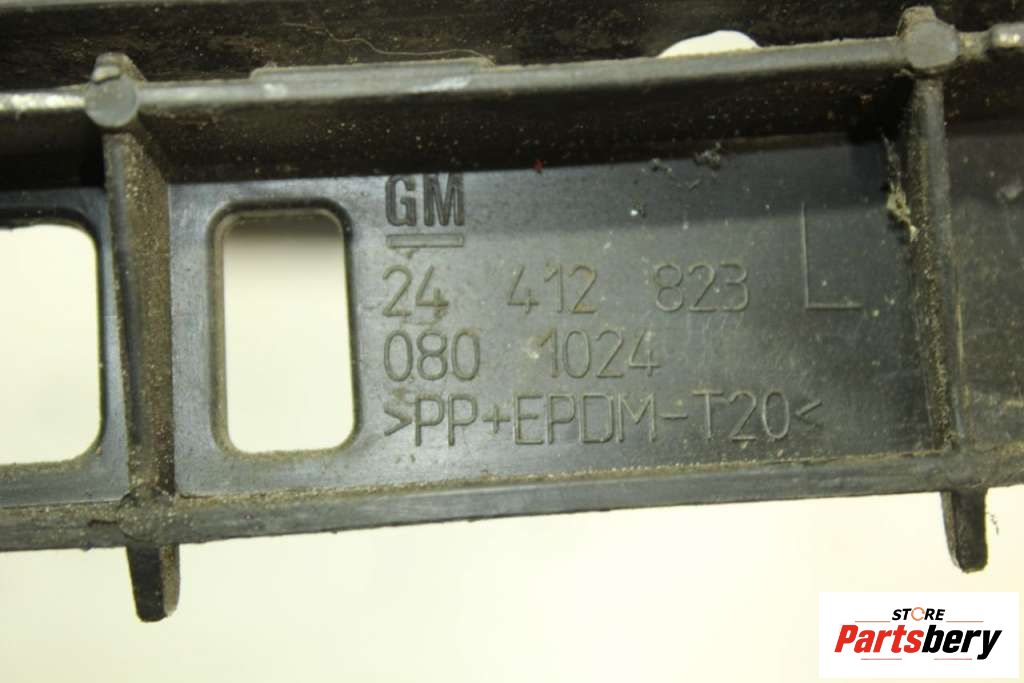 GM
24 412 823 L
080 1024
>PP+EPDM-T20<
STORE
Partsbery